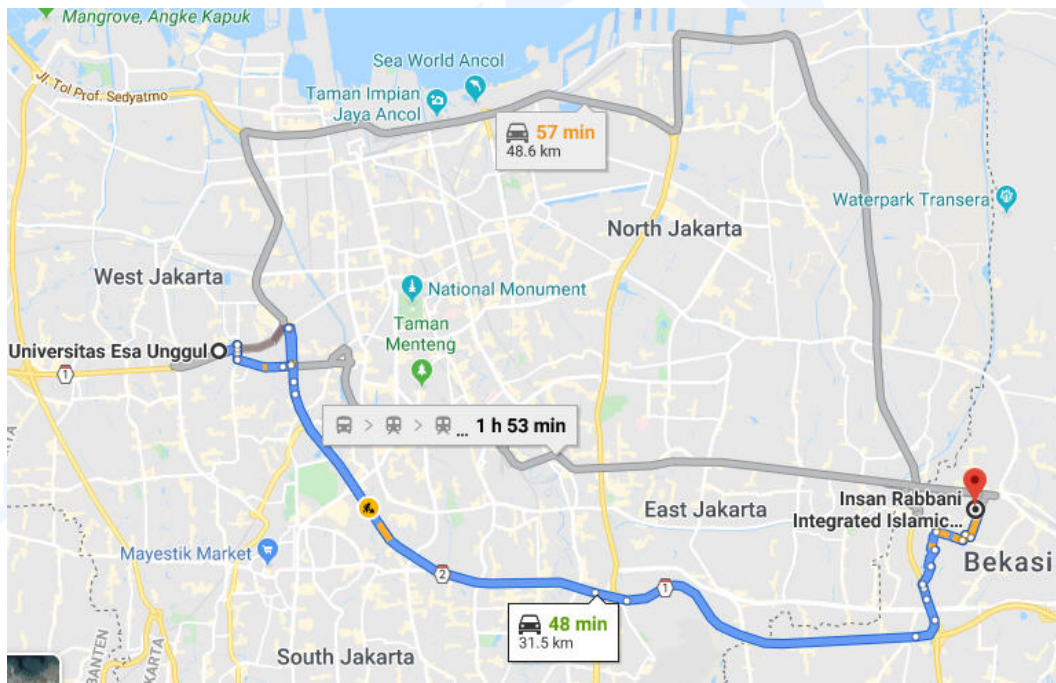 Mangrove, Angke Kapuk
Jl. Tol Prof. Sedyatmo
Sea World Ancol
Taman Impian
Jaya Ancol
57 min
48.6 km
Waterpark Transera
North Jakarta
West Jakarta
National Monument
Taman
Menteng
Universitas Esa Unggul
1
... 1 h 53 min
Insan Rabbani
Integrated Islamic...
East Jakarta
Bekasi
Mayestik Market
2
1
48 min
31.5 km
South Jakarta
BANTEN
JAKARTA